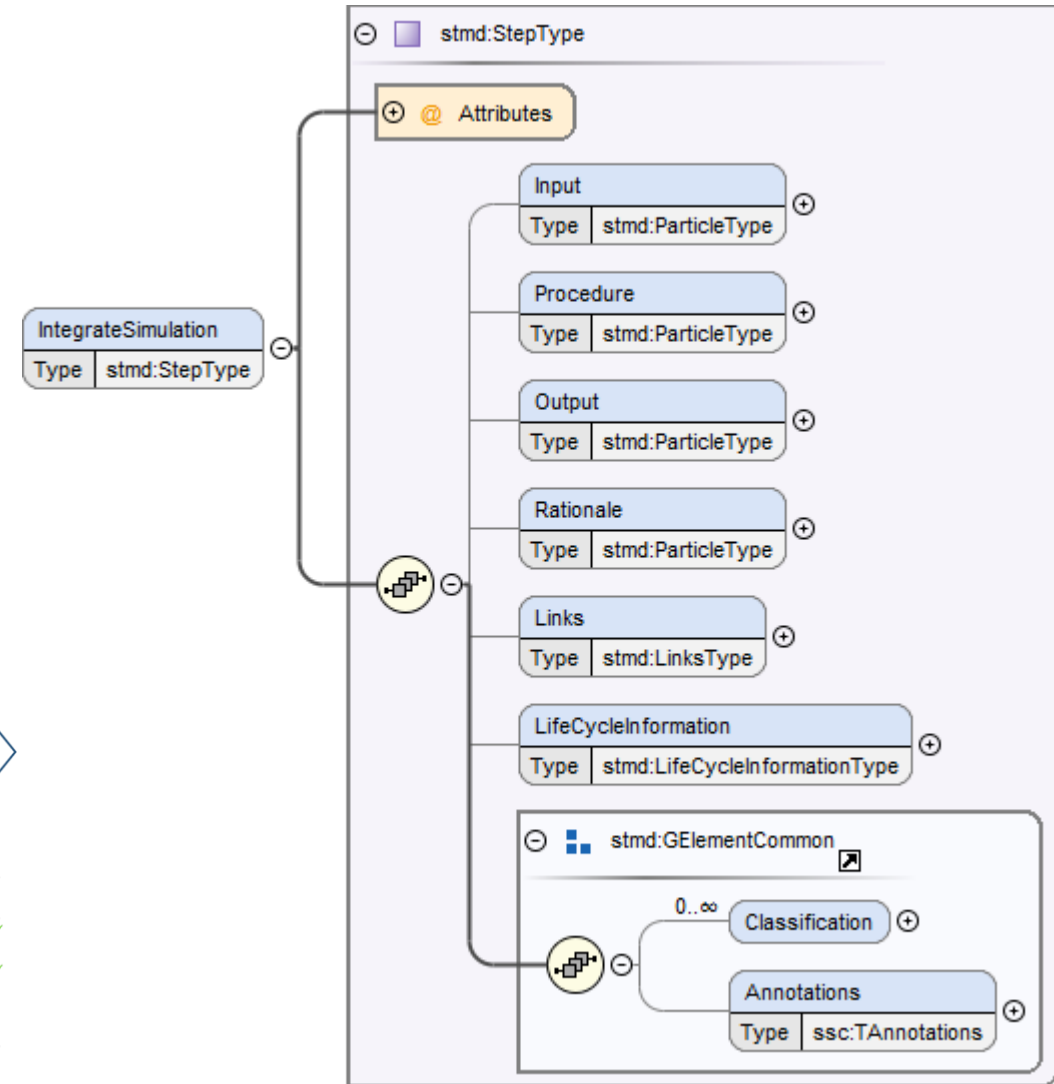 stmd:StepType
@ Attributes
Input
Type stmd:ParticleType
Procedure
Type stmd:ParticleType
IntegrateSimulation
Type stmd:StepType
Output
Type stmd:ParticleType
Rationale
Type stmd:ParticleType
Links
Type stmd:LinksType
LifeCycleInformation
Type stmd:LifeCycleInformationType
stmd:GElementCommon
0..∞
Classification
Annotations
Type ssc:TAnnotations